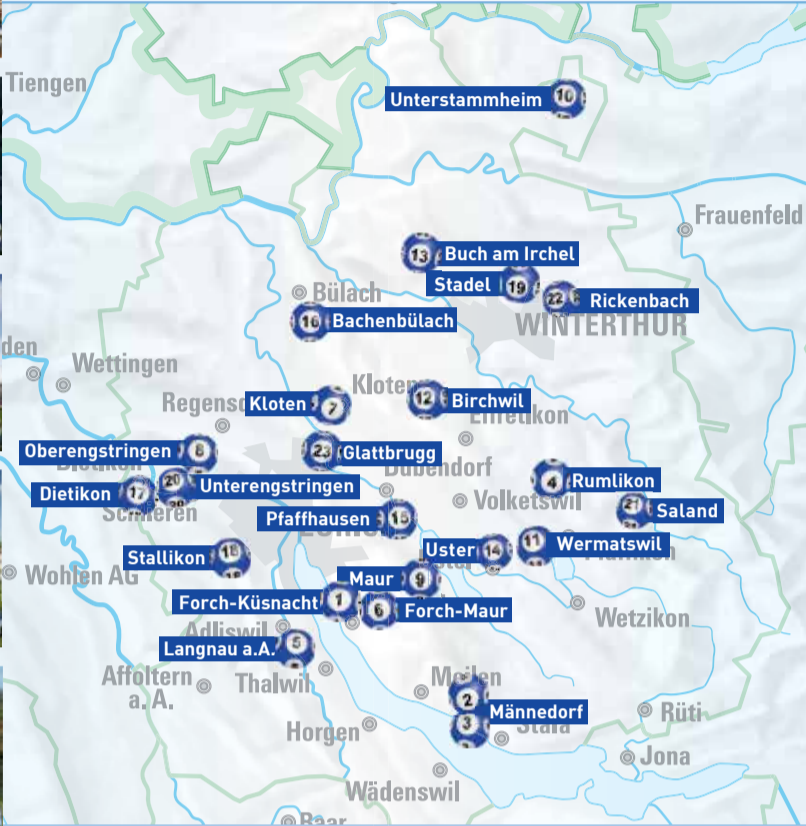 Tiengen
Unterstammheim 10
Frauenfeld
13 Buch am Irchel
Stadel 19
22 Rickenbach
Bülach
16 Bachenbülach
WINTERTHUR
den
Wettingen
Kloten
Kloten 7
12 Birchwil
Oberengstringen 8
23 Glattbrugg
Dübendorf
4 Rumlikon
Dietikon 17
20 Unterengstringen
Volketswil
21 Saland
Pfaffhausen 15
Stallikon 18
Uster 14
11 Wermatswil
Wohlen AG
Maur 9
Forch-Küsnacht 1
6 Forch-Maur
Wetzikon
Adliswil
Langnau a.A. 5
Affoltern
a. A.
Thalwil
Meilen
2
Männedorf
3
Rüti
Horgen
Jona
Wädenswil
Baar